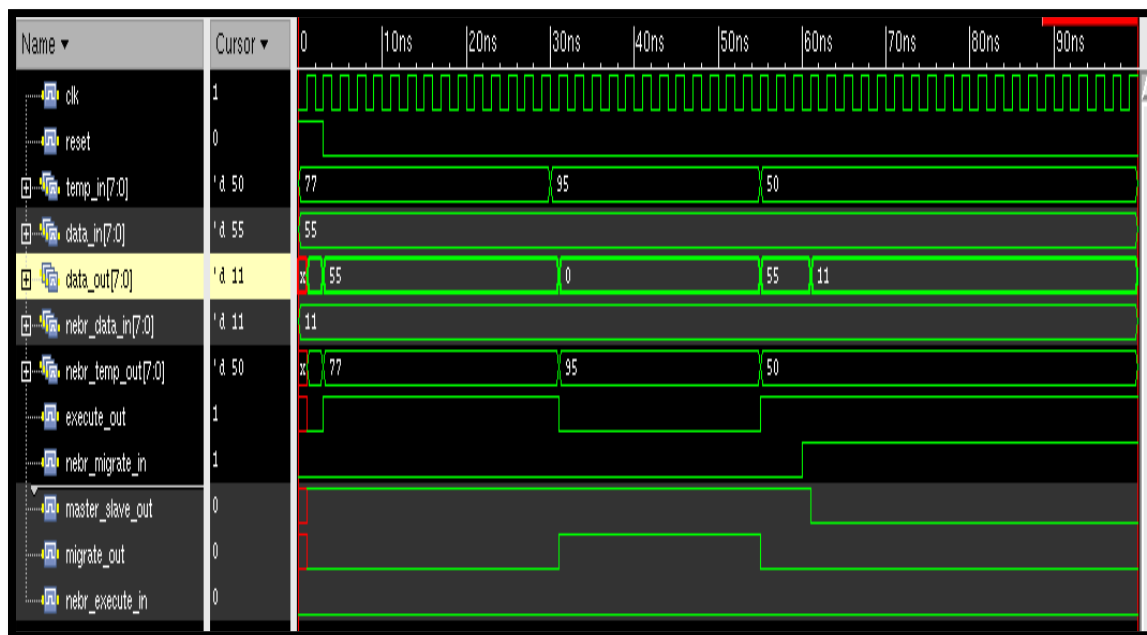 Name ▾ Cursor ▾ 0 10ns 20ns 30ns 40ns 50ns 60ns 70ns 80ns 90ns
clk 1
reset 0
temp_in[7:0] 'd 50 77 95 50
data_in[7:0] 'd 55 55
data_out[7:0] 'd 11 x 55 0 55 11
nebr_data_in[7:0] 'd 11 11
nebr_temp_out[7:0] 'd 50 x 77 95 50
execute_out 1
nebr_migrate_in 1
master_slave_out 0
migrate_out 0
nebr_execute_in 0